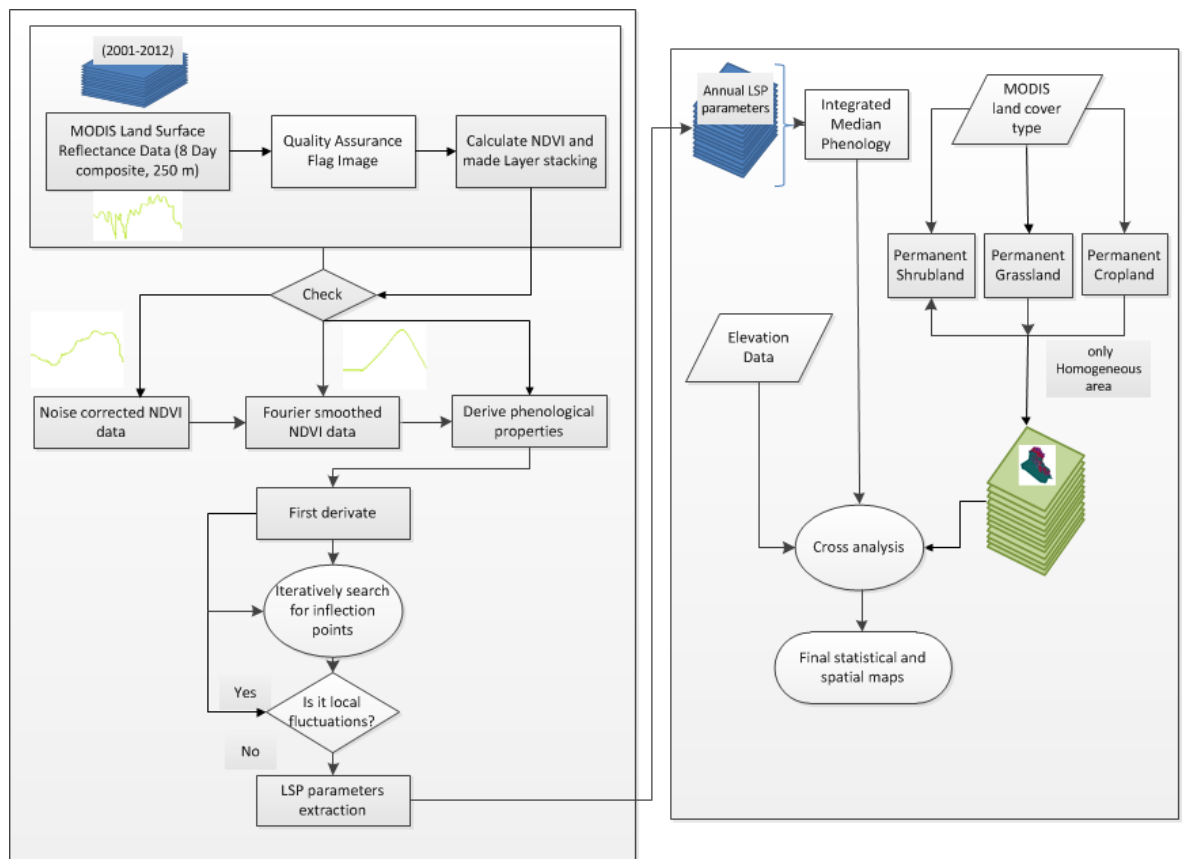 (2001-2012)
MODIS Land Surface
Reflectance Data (8 Day
composite, 250 m)
Quality Assurance
Flag Image
Calculate NDVI and
made Layer stacking
Check
Noise corrected NDVI
data
Fourier smoothed
NDVI data
Derive phenological
properties
First derivate
Iteratively search
for inflection
points
Yes
Is it local
fluctuations?
No
LSP parameters
extraction
Annual LSP
parameters
Integrated
Median
Phenology
MODIS
land cover
type
Permanent
Shrubland
Permanent
Grassland
Permanent
Cropland
Elevation
Data
only
Homogeneous
area
Cross analysis
Final statistical and
spatial maps